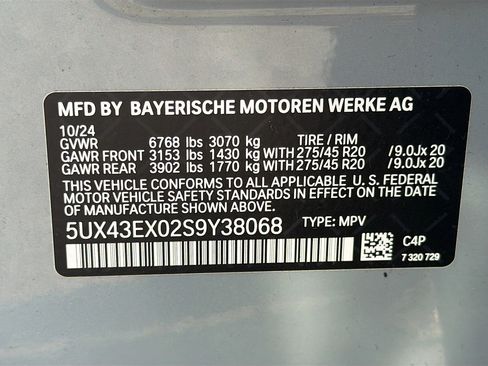 MFD BY BAYERISCHE MOTOREN WERKE AG
10/24
GVWR 6768 lbs 3070 kg TIRE / RIM
GAWR FRONT 3153 lbs 1430 kg WITH 275/45 R20 /9.0Jx 20
GAWR REAR 3902 lbs 1770 kg WITH 275/45 R20 /9.0Jx 20
THIS VEHICLE CONFORMS TO ALL APPLICABLE U. S. FEDERAL
MOTOR VEHICLE SAFETY STANDARDS IN EFFECT ON THE
DATE OF MANUFACTURE SHOWN ABOVE.
5UX43EX02S9Y38068 TYPE: MPV
C4P
7 320 729